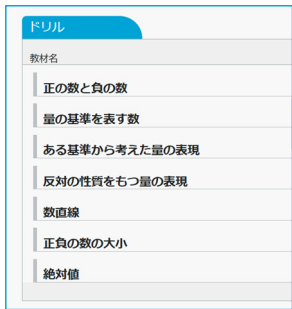 ドリル
教材名
正の数と負の数
量の基準を表す数
ある基準から考えた量の表現
反対の性質をもつ量の表現
数直線
正負の数の大小
絶対値